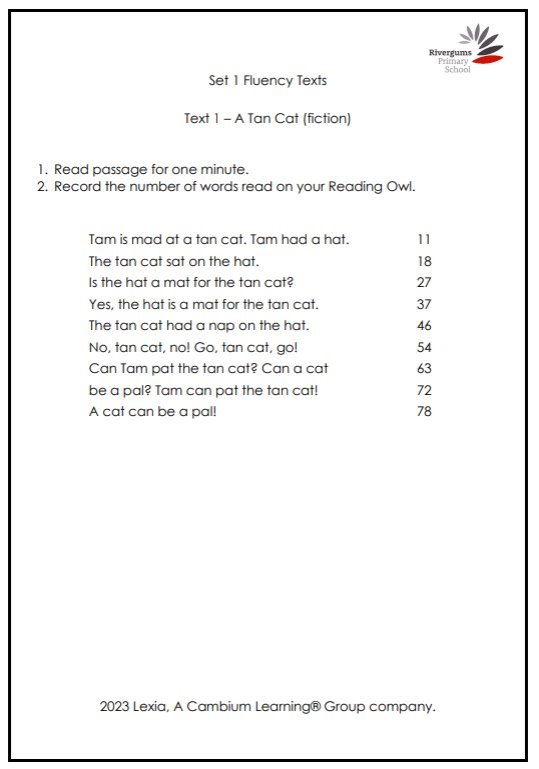 Rivergums
Primary
School
Set 1 Fluency Texts
Text 1 – A Tan Cat (fiction)
1. Read passage for one minute.
2. Record the number of words read on your Reading Owl.
Tam is mad at a tan cat. Tam had a hat. 11
The tan cat sat on the hat. 18
Is the hat a mat for the tan cat? 27
Yes, the hat is a mat for the tan cat. 37
The tan cat had a nap on the hat. 46
No, tan cat, no! Go, tan cat, go! 54
Can Tam pat the tan cat? Can a cat 63
be a pal? Tam can pat the tan cat! 72
A cat can be a pal! 78
2023 Lexia, A Cambium Learning® Group company.